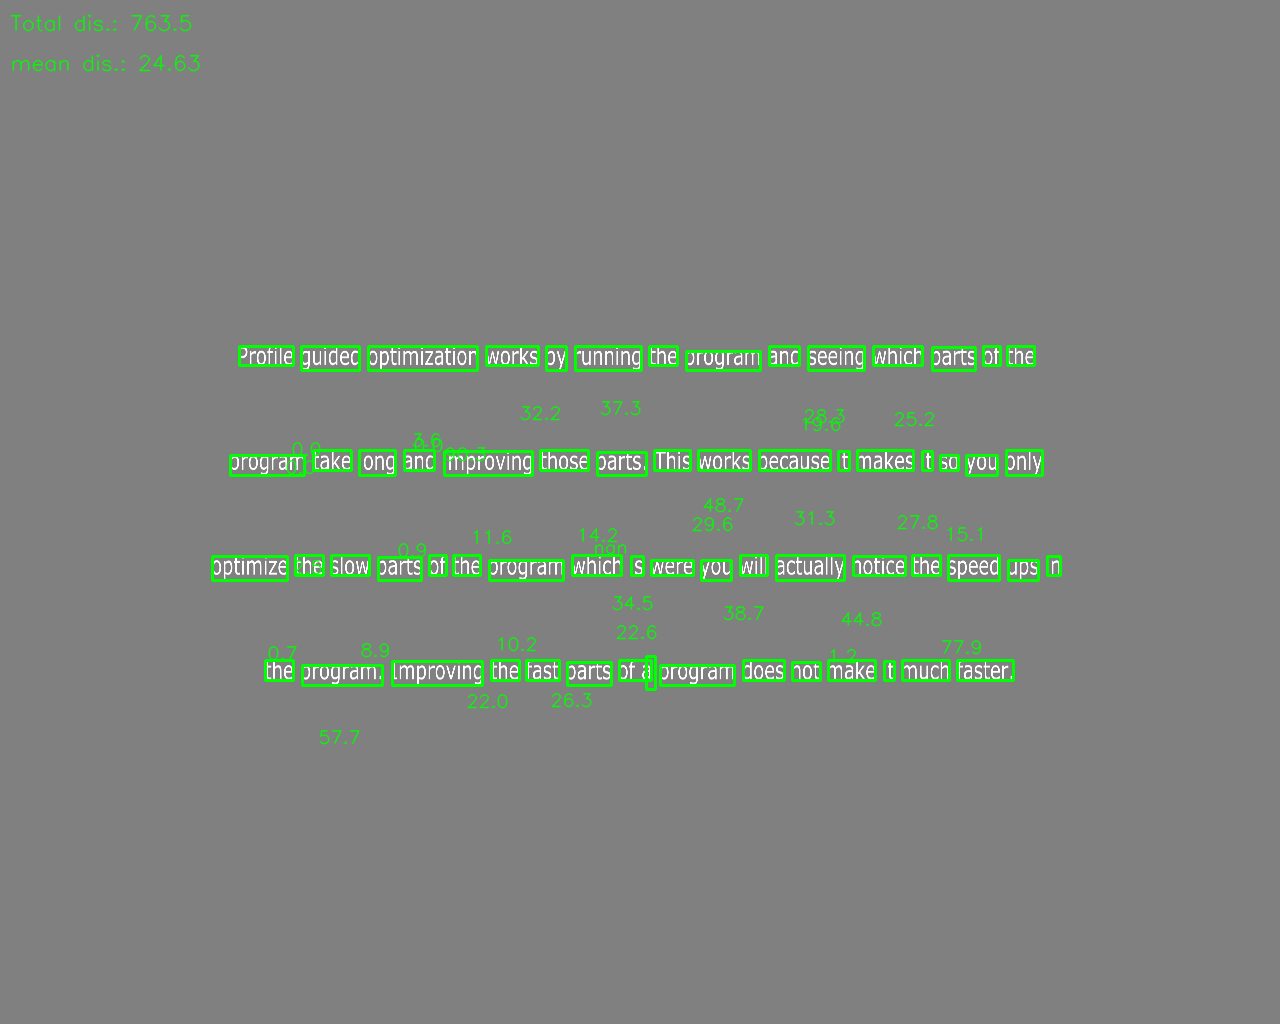 Total dis.: 763.5
mean dis.: 24.63
Profile guided optimization works by running the program and seeing which parts of the
32.2 37.3 28.3 19.6 25.2
0.9 3.6
program take long and improving those parts. This works because it makes it so you only
11.6 14.2 48.7 29.6 31.3 27.8 15.1
0.9
optimize the slow parts of the program which is were you will actually notice the speed ups in
34.5 38.7 44.8
0.7 8.9 10.2 22.6 1.2 77.9
the program. Improving the fast parts of a program does not make it much faster.
22.0 26.3
57.7